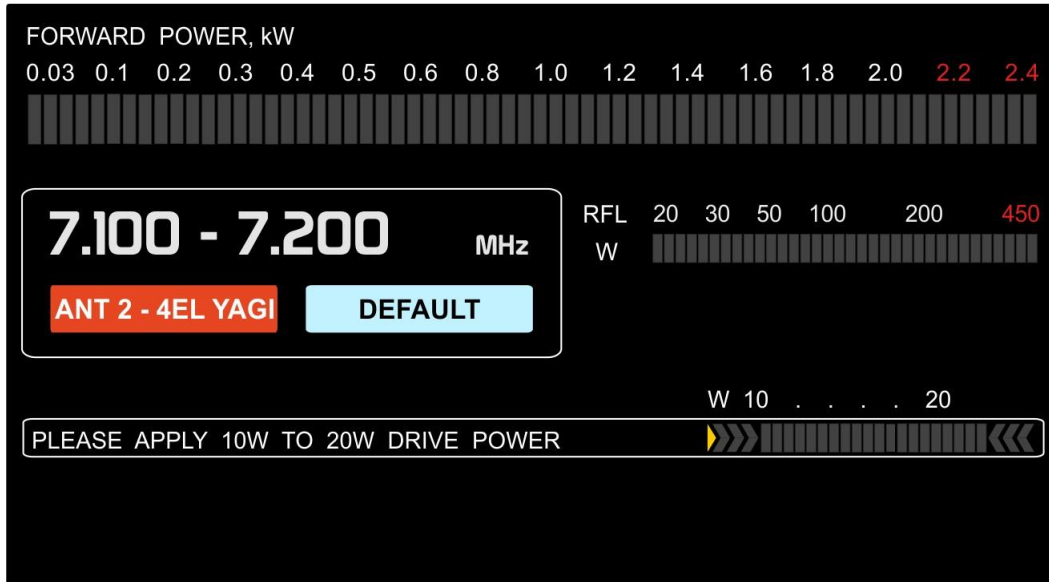 FORWARD POWER, kW
0.03 0.1 0.2 0.3 0.4 0.5 0.6 0.8 1.0 1.2 1.4 1.6 1.8 2.0 2.2 2.4
7.100 - 7.200 MHz
ANT 2 - 4EL YAGI DEFAULT
RFL 20 30 50 100 200 450
W
W 10 . . . . 20
PLEASE APPLY 10W TO 20W DRIVE POWER